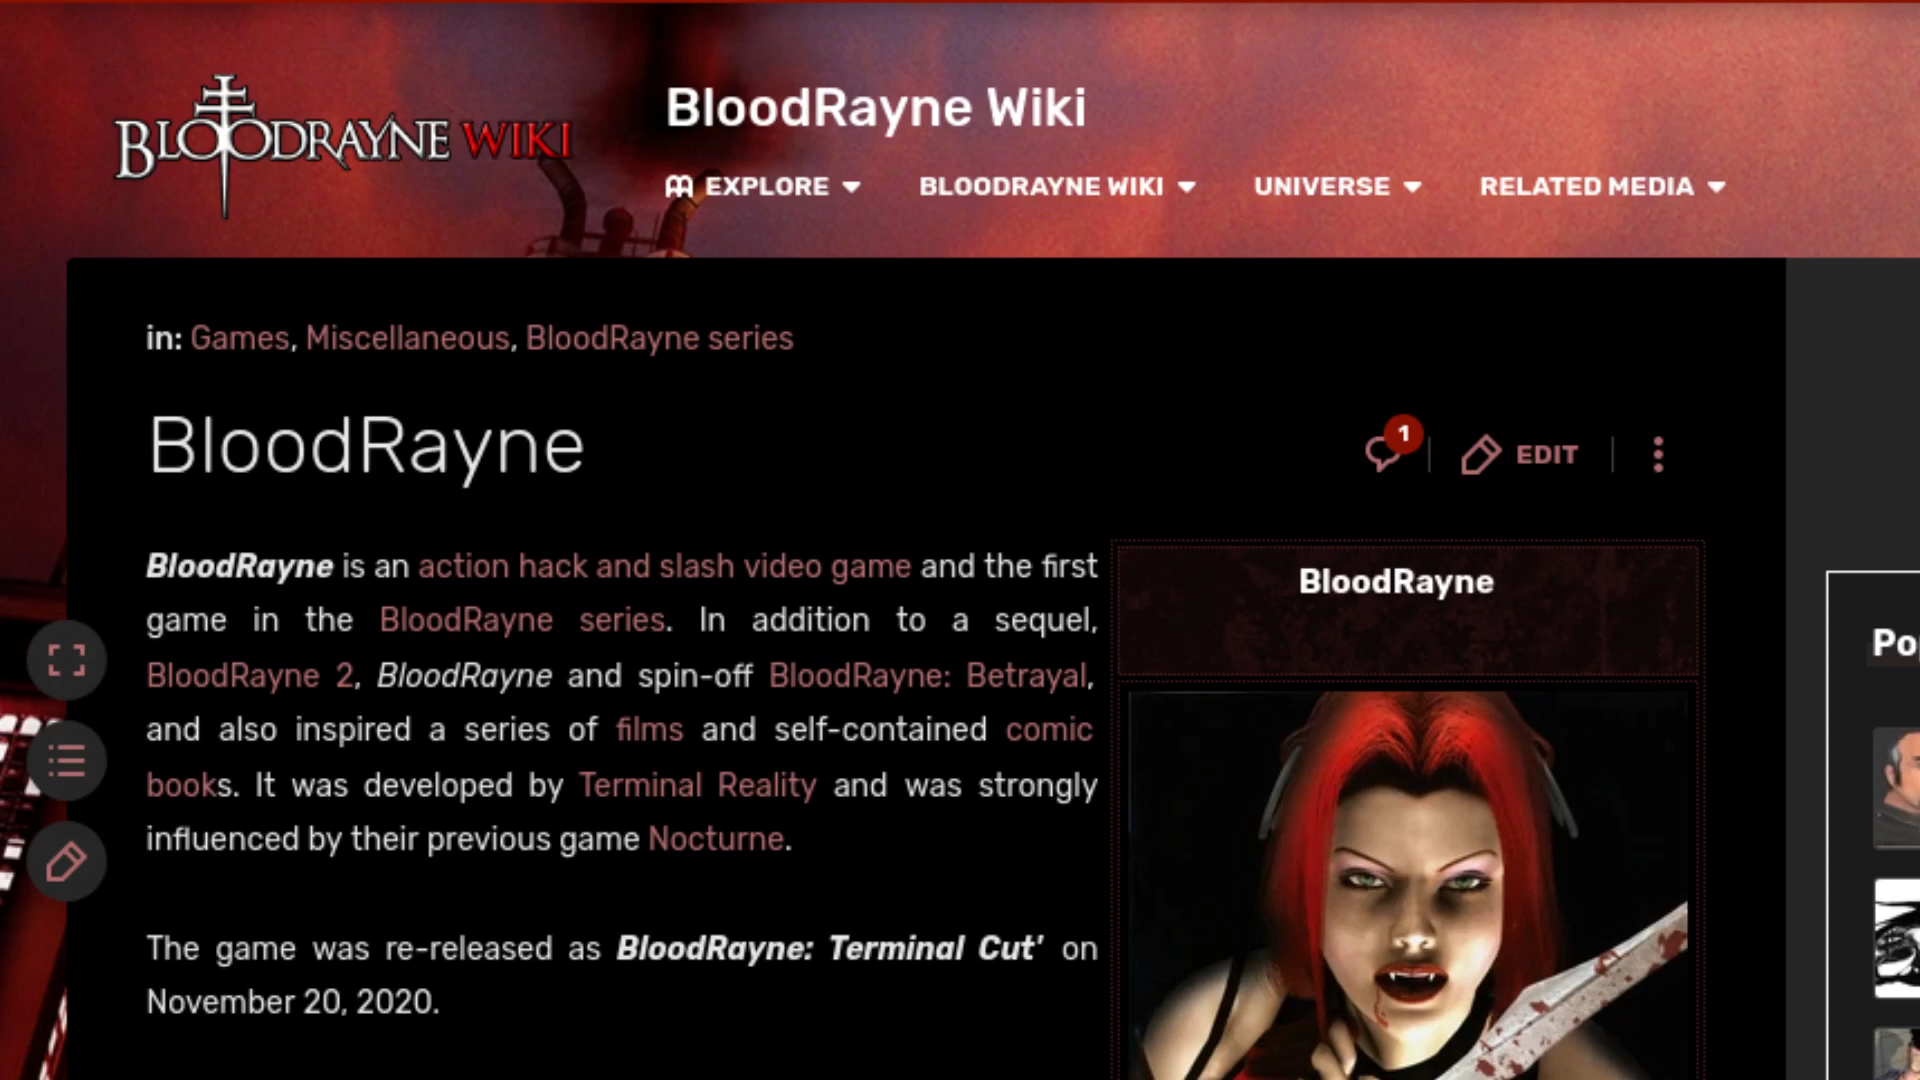 BLOODRAYNE WIKI
BloodRayne Wiki
EXPLORE BLOODRAYNE WIKI UNIVERSE RELATED MEDIA
in: Games, Miscellaneous, BloodRayne series
BloodRayne
1
EDIT
BloodRayne is an action hack and slash video game and the first
game in the BloodRayne series. In addition to a sequel,
BloodRayne 2, BloodRayne and spin-off BloodRayne: Betrayal,
and also inspired a series of films and self-contained comic
books. It was developed by Terminal Reality and was strongly
influenced by their previous game Nocturne.
The game was re-released as BloodRayne: Terminal Cut' on
November 20, 2020.
BloodRayne